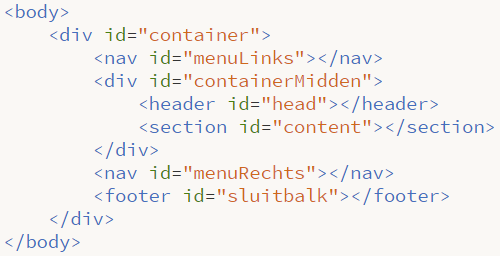 <body>
    <div id="container">
        <nav id="menuLinks"></nav>
        <div id="containerMidden">
            <header id="head"></header>
            <section id="content"></section>
        </div>
        <nav id="menuRechts"></nav>
        <footer id="sluitbalk"></footer>
    </div>
</body>